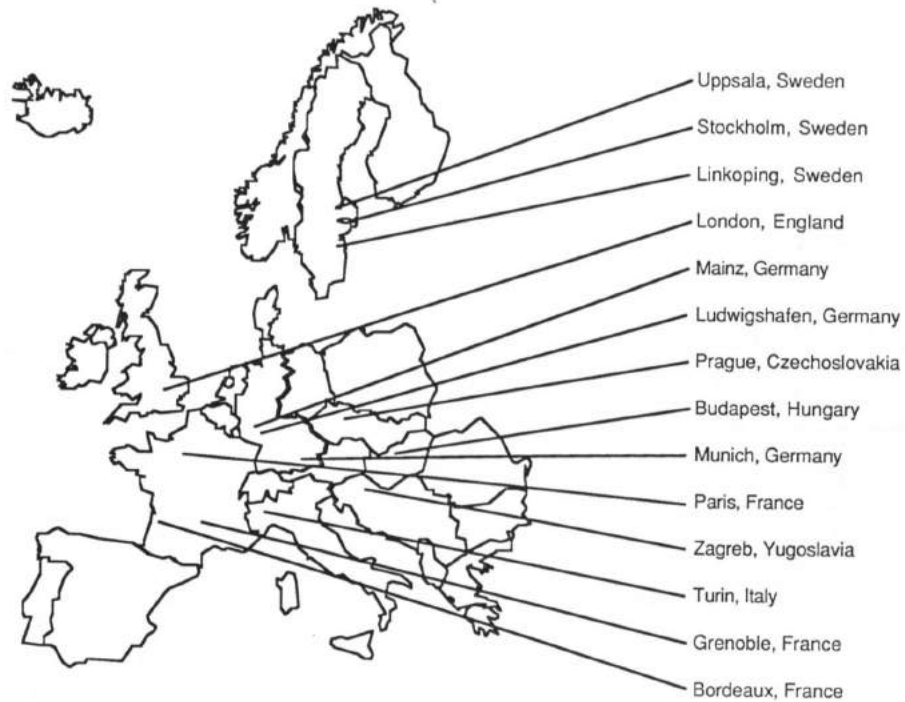 Uppsala, Sweden
Stockholm, Sweden
Linkoping, Sweden
London, England
Mainz, Germany
Ludwigshafen, Germany
Prague, Czechoslovakia
Budapest, Hungary
Munich, Germany
Paris, France
Zagreb, Yugoslavia
Turin, Italy
Grenoble, France
Bordeaux, France